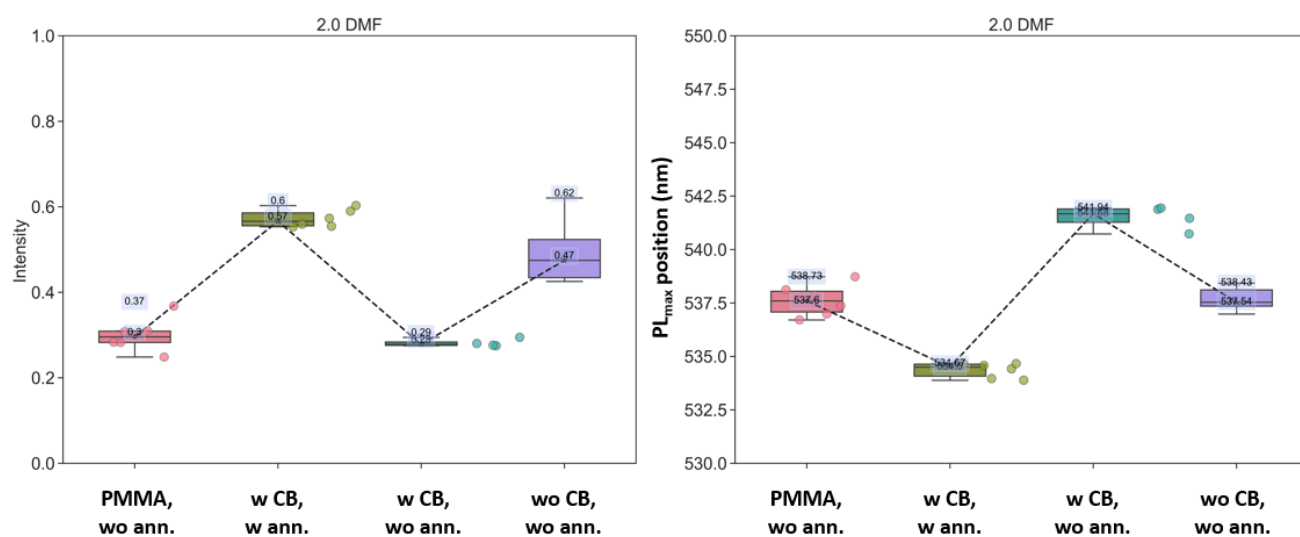 2.0 DMF
1.0
0.8
0.6
0.4
0.2
0.0
Intensity
0.37
0.3
0.6
0.57
0.29
0.28
0.62
0.47
PMMA,
wo ann.
w CB,
w ann.
w CB,
wo ann.
wo CB,
wo ann.
2.0 DMF
550.0
547.5
545.0
542.5
540.0
537.5
535.0
532.5
530.0
PLmax position (nm)
538.73
537.6
534.67
541.94
538.43
537.54
PMMA,
wo ann.
w CB,
w ann.
w CB,
wo ann.
wo CB,
wo ann.